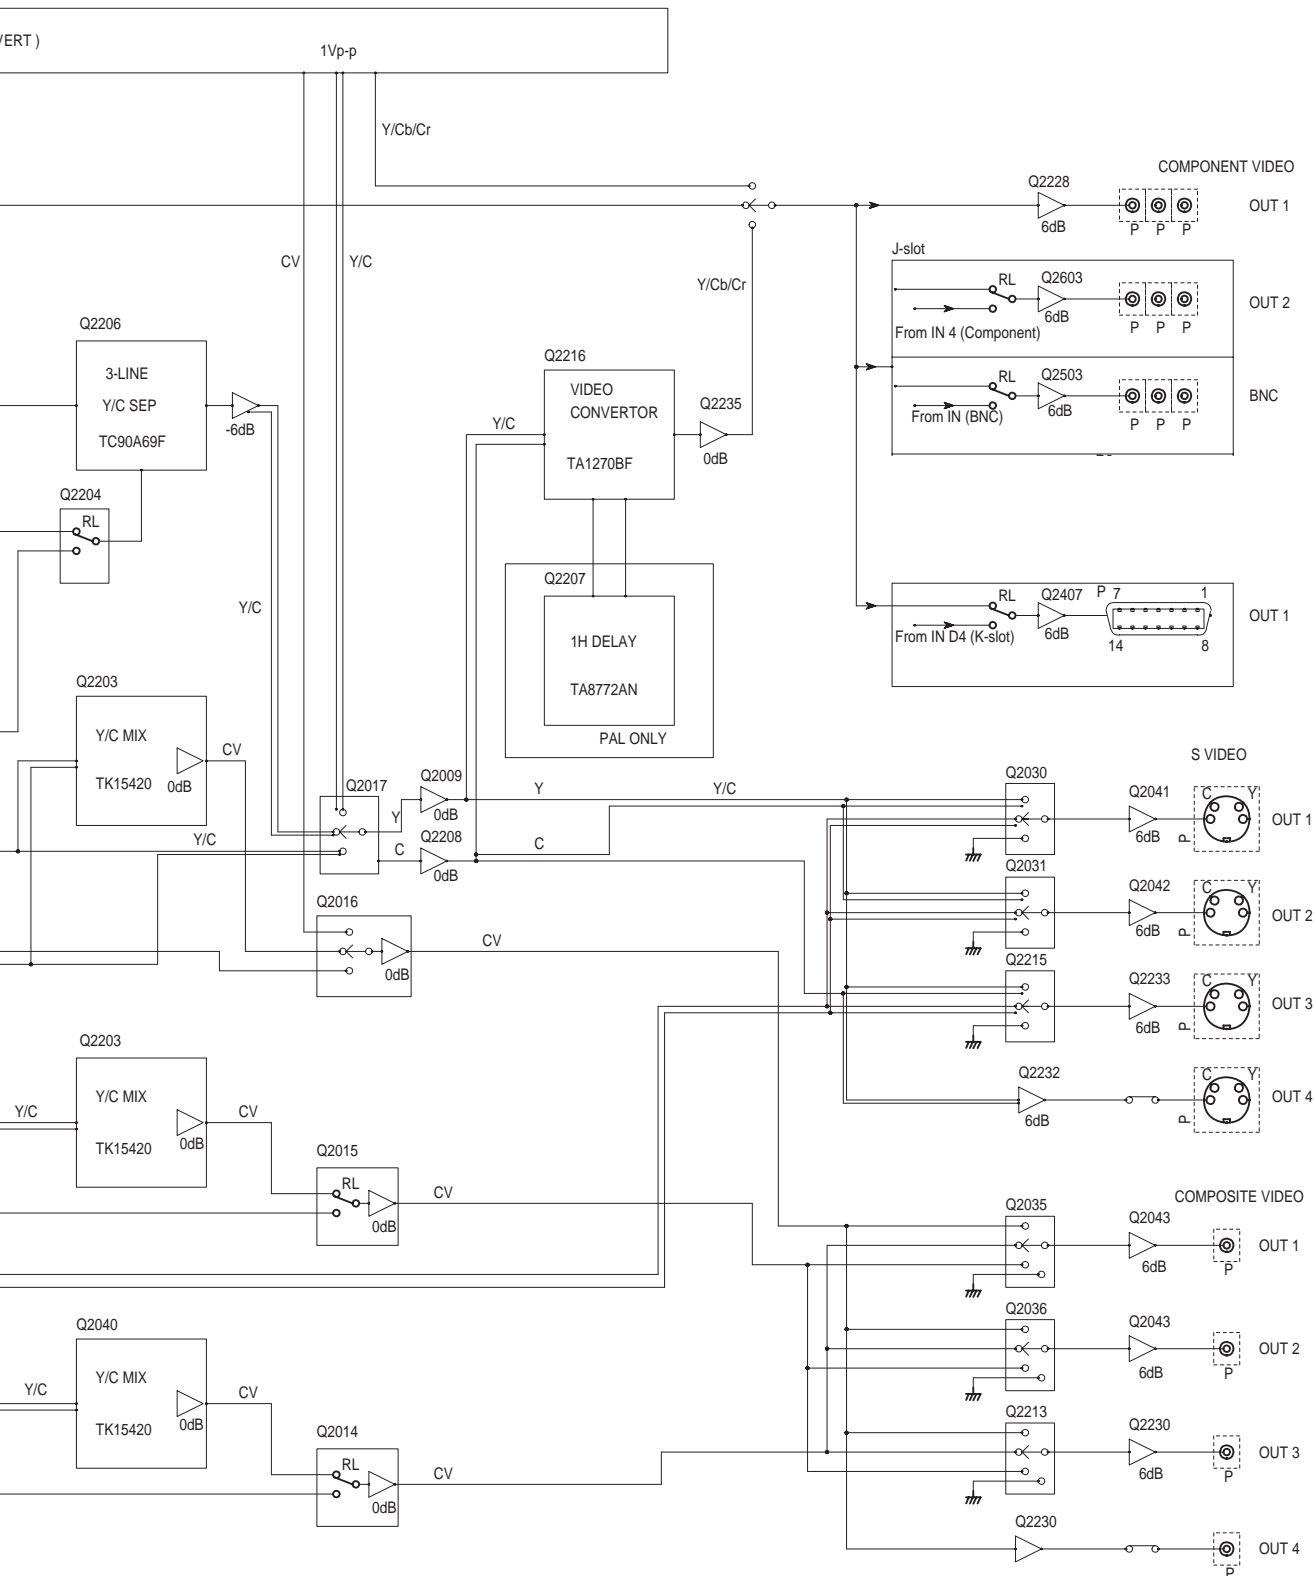 /ERT )
1Vp-p
Y/Cb/Cr
COMPONENT VIDEO
Q2228
6dB
P P P
OUT 1
CV
Y/C
J-slot
RL
Q2603
6dB
P P P
OUT 2
From IN 4 (Component)
Y/Cb/Cr
RL
Q2503
6dB
P P P
BNC
From IN (BNC)
Q2206
3-LINE
Y/C SEP
TC90A69F
-6dB
Q2216
VIDEO
CONVERTOR
TA1270BF
Y/C
Q2235
0dB
Q2204
RL
Q2207
1H DELAY
TA8772AN
PAL ONLY
Y/C
RL
Q2407
6dB
P 7
1
14
8
OUT 1
From IN D4 (K-slot)
Q2203
Y/C MIX
TK15420
0dB
CV
Y/C
Q2017
Y
C
Q2009
0dB
Q2208
0dB
Y
Y/C
C
S VIDEO
Q2030
Q2041
6dB
C
Y
P
OUT 1
Q2031
Q2042
6dB
C
Y
P
OUT 2
Q2016
0dB
CV
Q2215
Q2233
6dB
C
Y
P
OUT 3
Q2203
Y/C
Y/C MIX
TK15420
0dB
CV
Q2232
6dB
C
Y
P
OUT 4
Q2015
RL
0dB
CV
COMPOSITE VIDEO
Q2035
Q2043
6dB
P
OUT 1
Q2036
Q2043
6dB
P
OUT 2
Q2040
Y/C
Y/C MIX
TK15420
0dB
CV
Q2014
RL
0dB
CV
Q2213
Q2230
6dB
P
OUT 3
Q2230
P
OUT 4